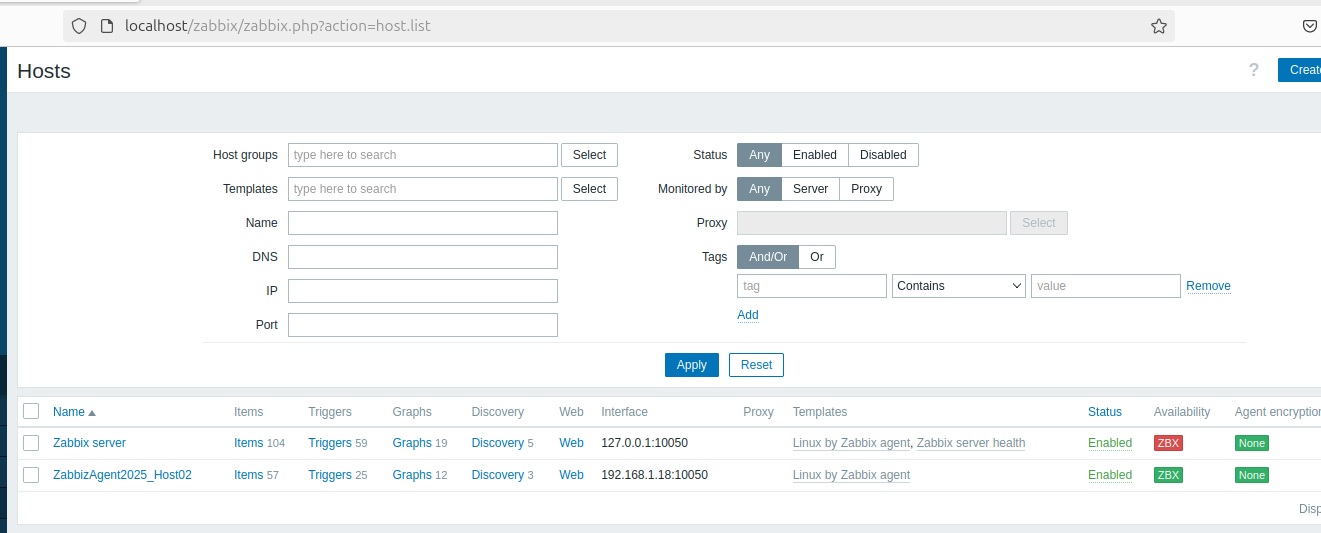 localhost/zabbix/zabbix.php?action=host.list
Hosts
? Create
Host groups type here to search Select Status Any Enabled Disabled
Templates type here to search Select Monitored by Any Server Proxy
Name Proxy Select
DNS Tags And/Or Or
IP tag Contains value Remove
Add
Port
Apply Reset
Name Items Triggers Graphs Discovery Web Interface Proxy Templates Status Availability Agent encryption
Zabbix server Items 104 Triggers 59 Graphs 19 Discovery 5 Web 127.0.0.1:10050 Linux by Zabbix agent, Zabbix server health Enabled ZBX None
ZabbizAgent2025_Host02 Items 57 Triggers 25 Graphs 12 Discovery 3 Web 192.168.1.18:10050 Linux by Zabbix agent Enabled ZBX None
Disp